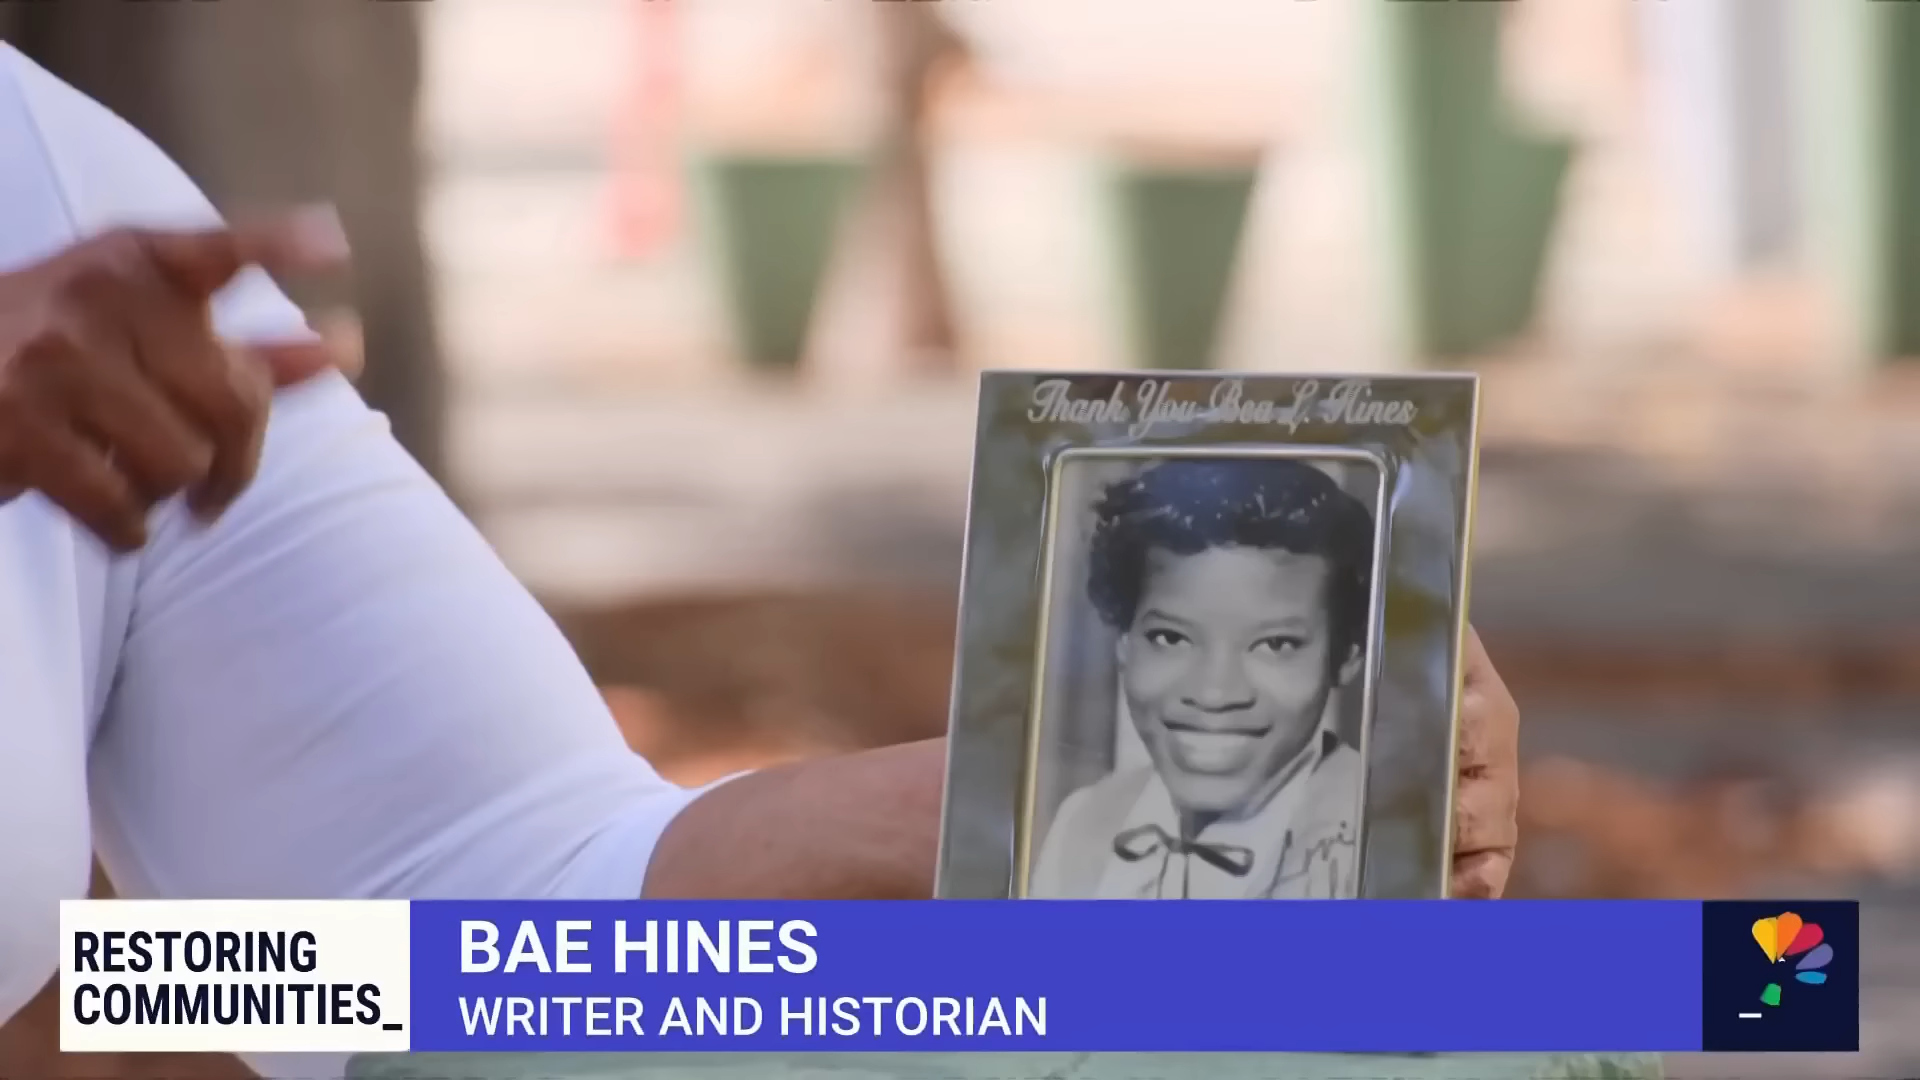 Thank You Bea L. Hines
RESTORING
COMMUNITIES_
BAE HINES
WRITER AND HISTORIAN